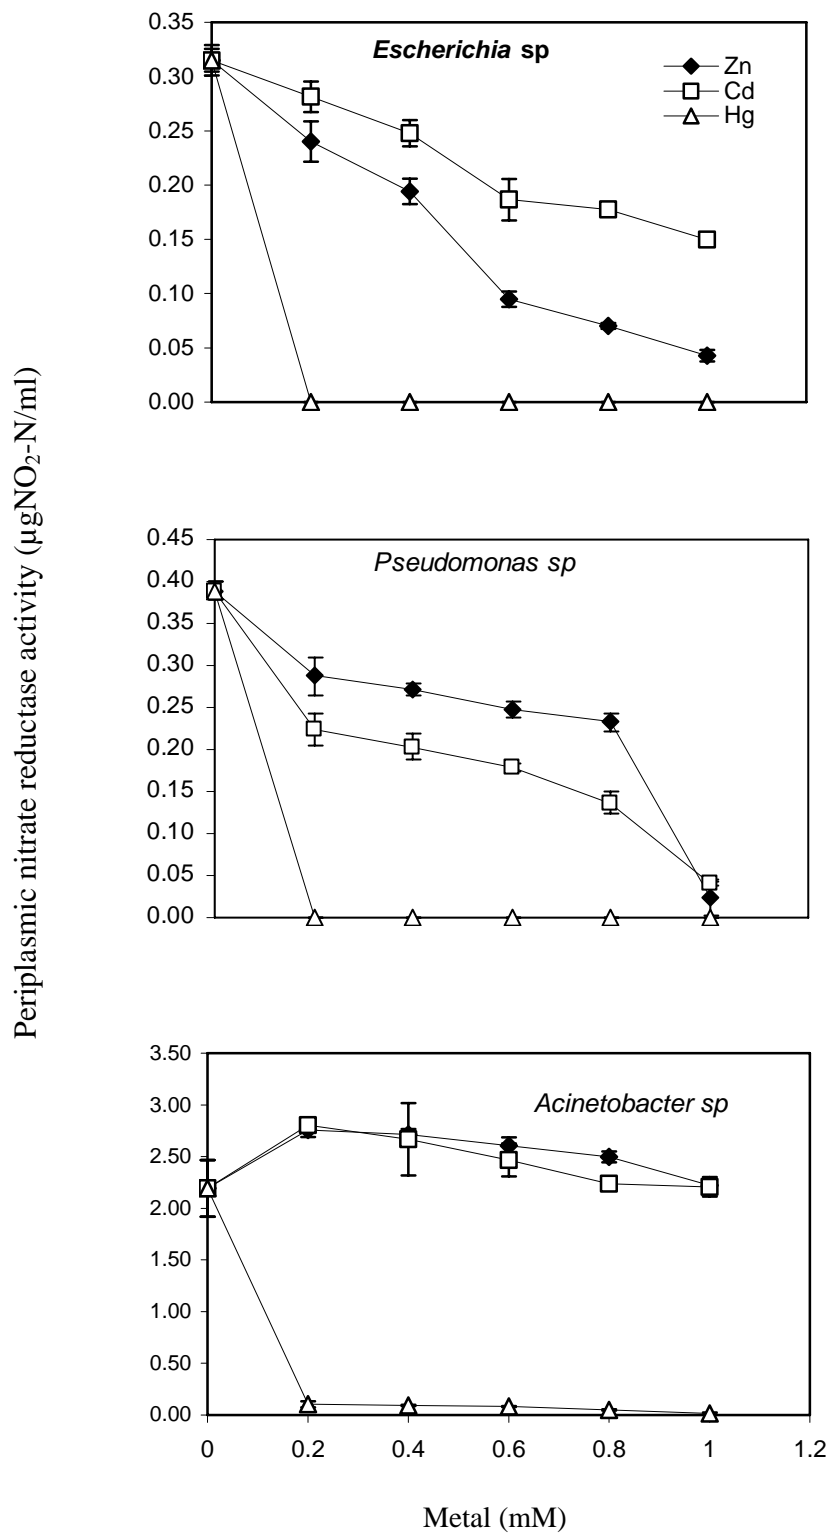 Periplasmic nitrate reductase activity (µgNO₂-N/ml)
0.35
0.30
0.25
0.20
0.15
0.10
0.05
0.00
Escherichia sp
Zn
Cd
Hg
0.45
0.40
0.35
0.30
0.25
0.20
0.15
0.10
0.05
0.00
Pseudomonas sp
3.50
3.00
2.50
2.00
1.50
1.00
0.50
0.00
Acinetobacter sp
0 0.2 0.4 0.6 0.8 1 1.2
Metal (mM)